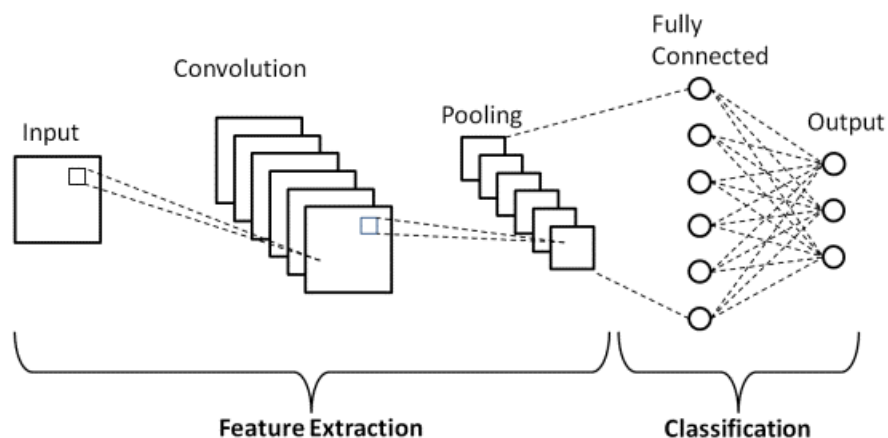 Input
Convolution
Pooling
Fully
Connected
Output
Feature Extraction
Classification